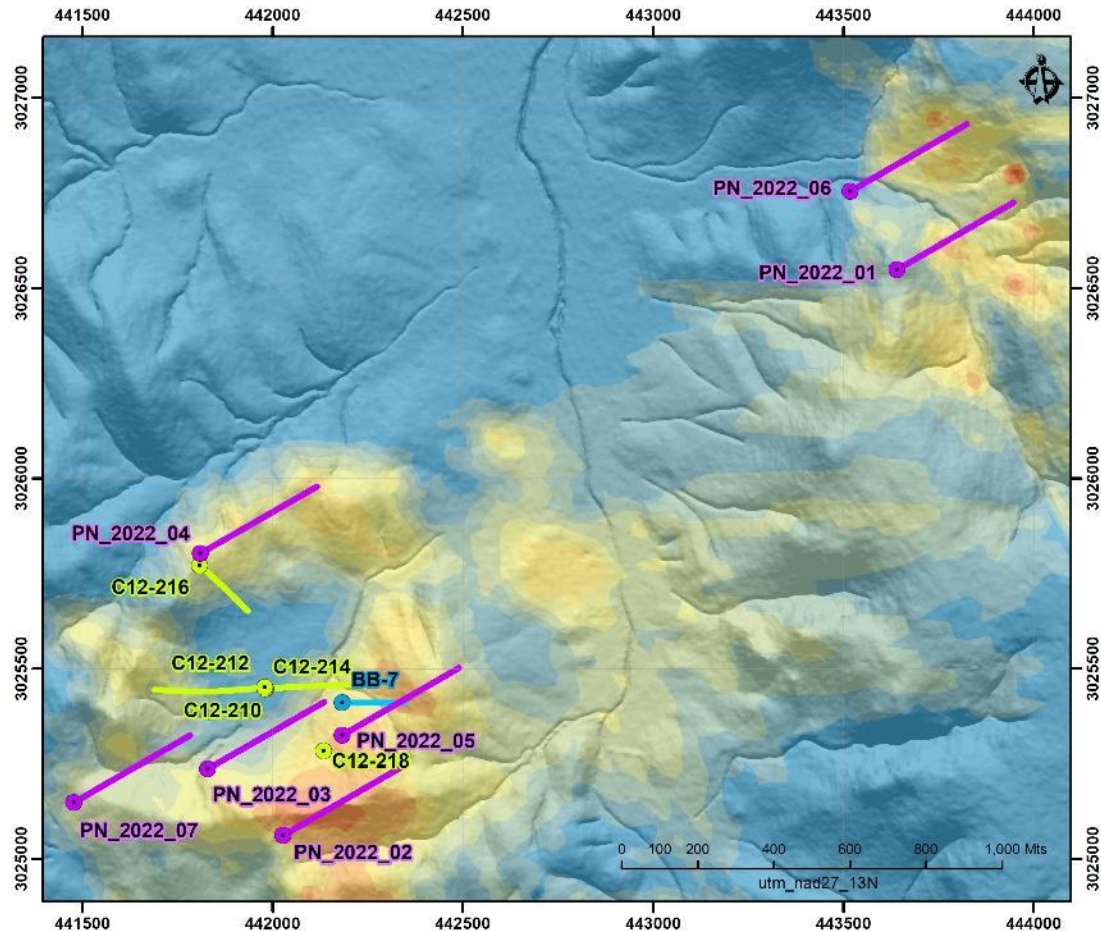 441500 442000 442500 443000 443500 444000
3027000 3027000
PN_2022_06
PN_2022_01
3026500 3026500
3026000 3026000
PN_2022_04
C12-216
3025500 3025500
C12-212 C12-214
BB-7
C12-210
PN_2022_05
C12-218
PN_2022_03
PN_2022_07
PN_2022_02
3025000 3025000
0 100 200 400 600 800 1,000 Mts
utm_nad27_13N
441500 442000 442500 443000 443500 444000